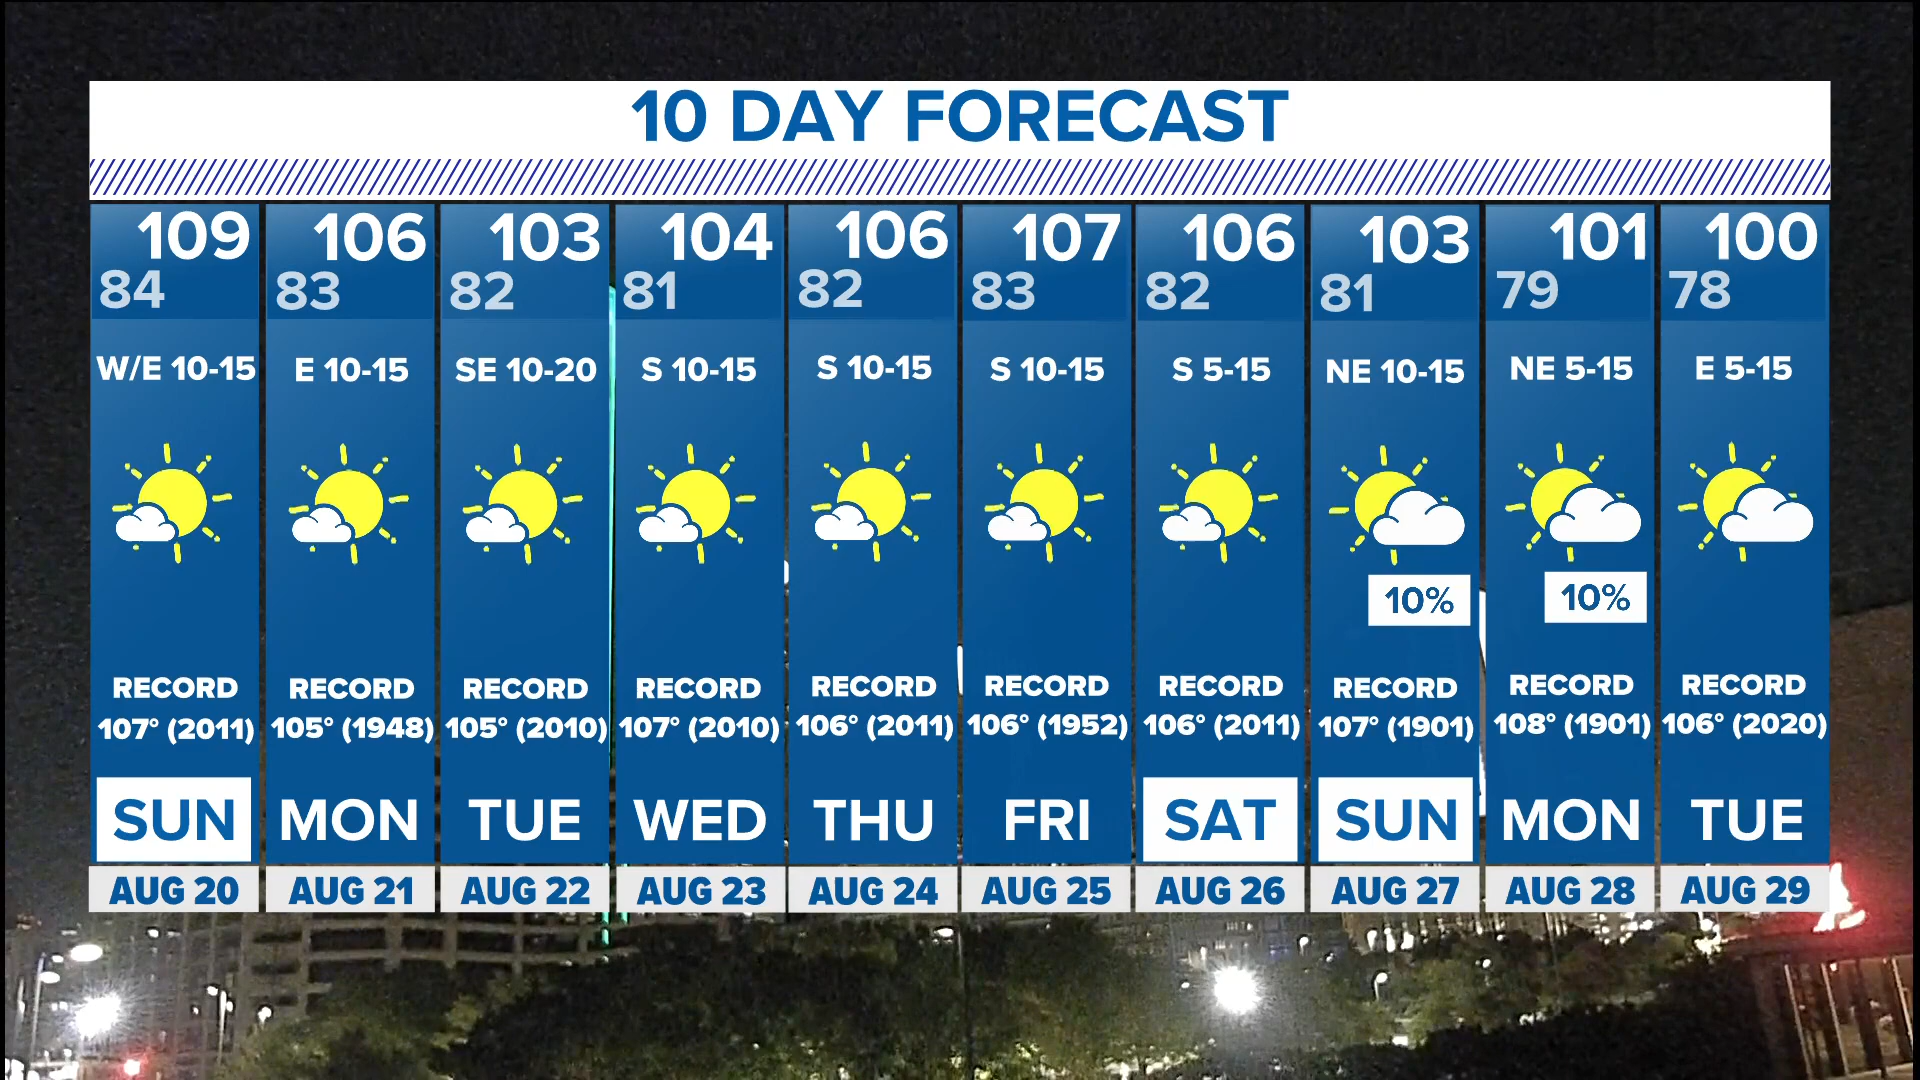 10 DAY FORECAST
109 106 103 104 106 107 106 103 101 100
84 83 82 81 82 83 82 81 79 78
W/E 10-15 E 10-15 SE 10-20 S 10-15 S 10-15 S 10-15 S 5-15 NE 10-15 NE 5-15 E 5-15
10% 10%
RECORD RECORD RECORD RECORD RECORD RECORD RECORD RECORD RECORD RECORD
107° (2011) 105° (1948) 105° (2010) 107° (2010) 106° (2011) 106° (1952) 106° (2011) 107° (1901) 108° (1901) 106° (2020)
SUN MON TUE WED THU FRI SAT SUN MON TUE
AUG 20 AUG 21 AUG 22 AUG 23 AUG 24 AUG 25 AUG 26 AUG 27 AUG 28 AUG 29